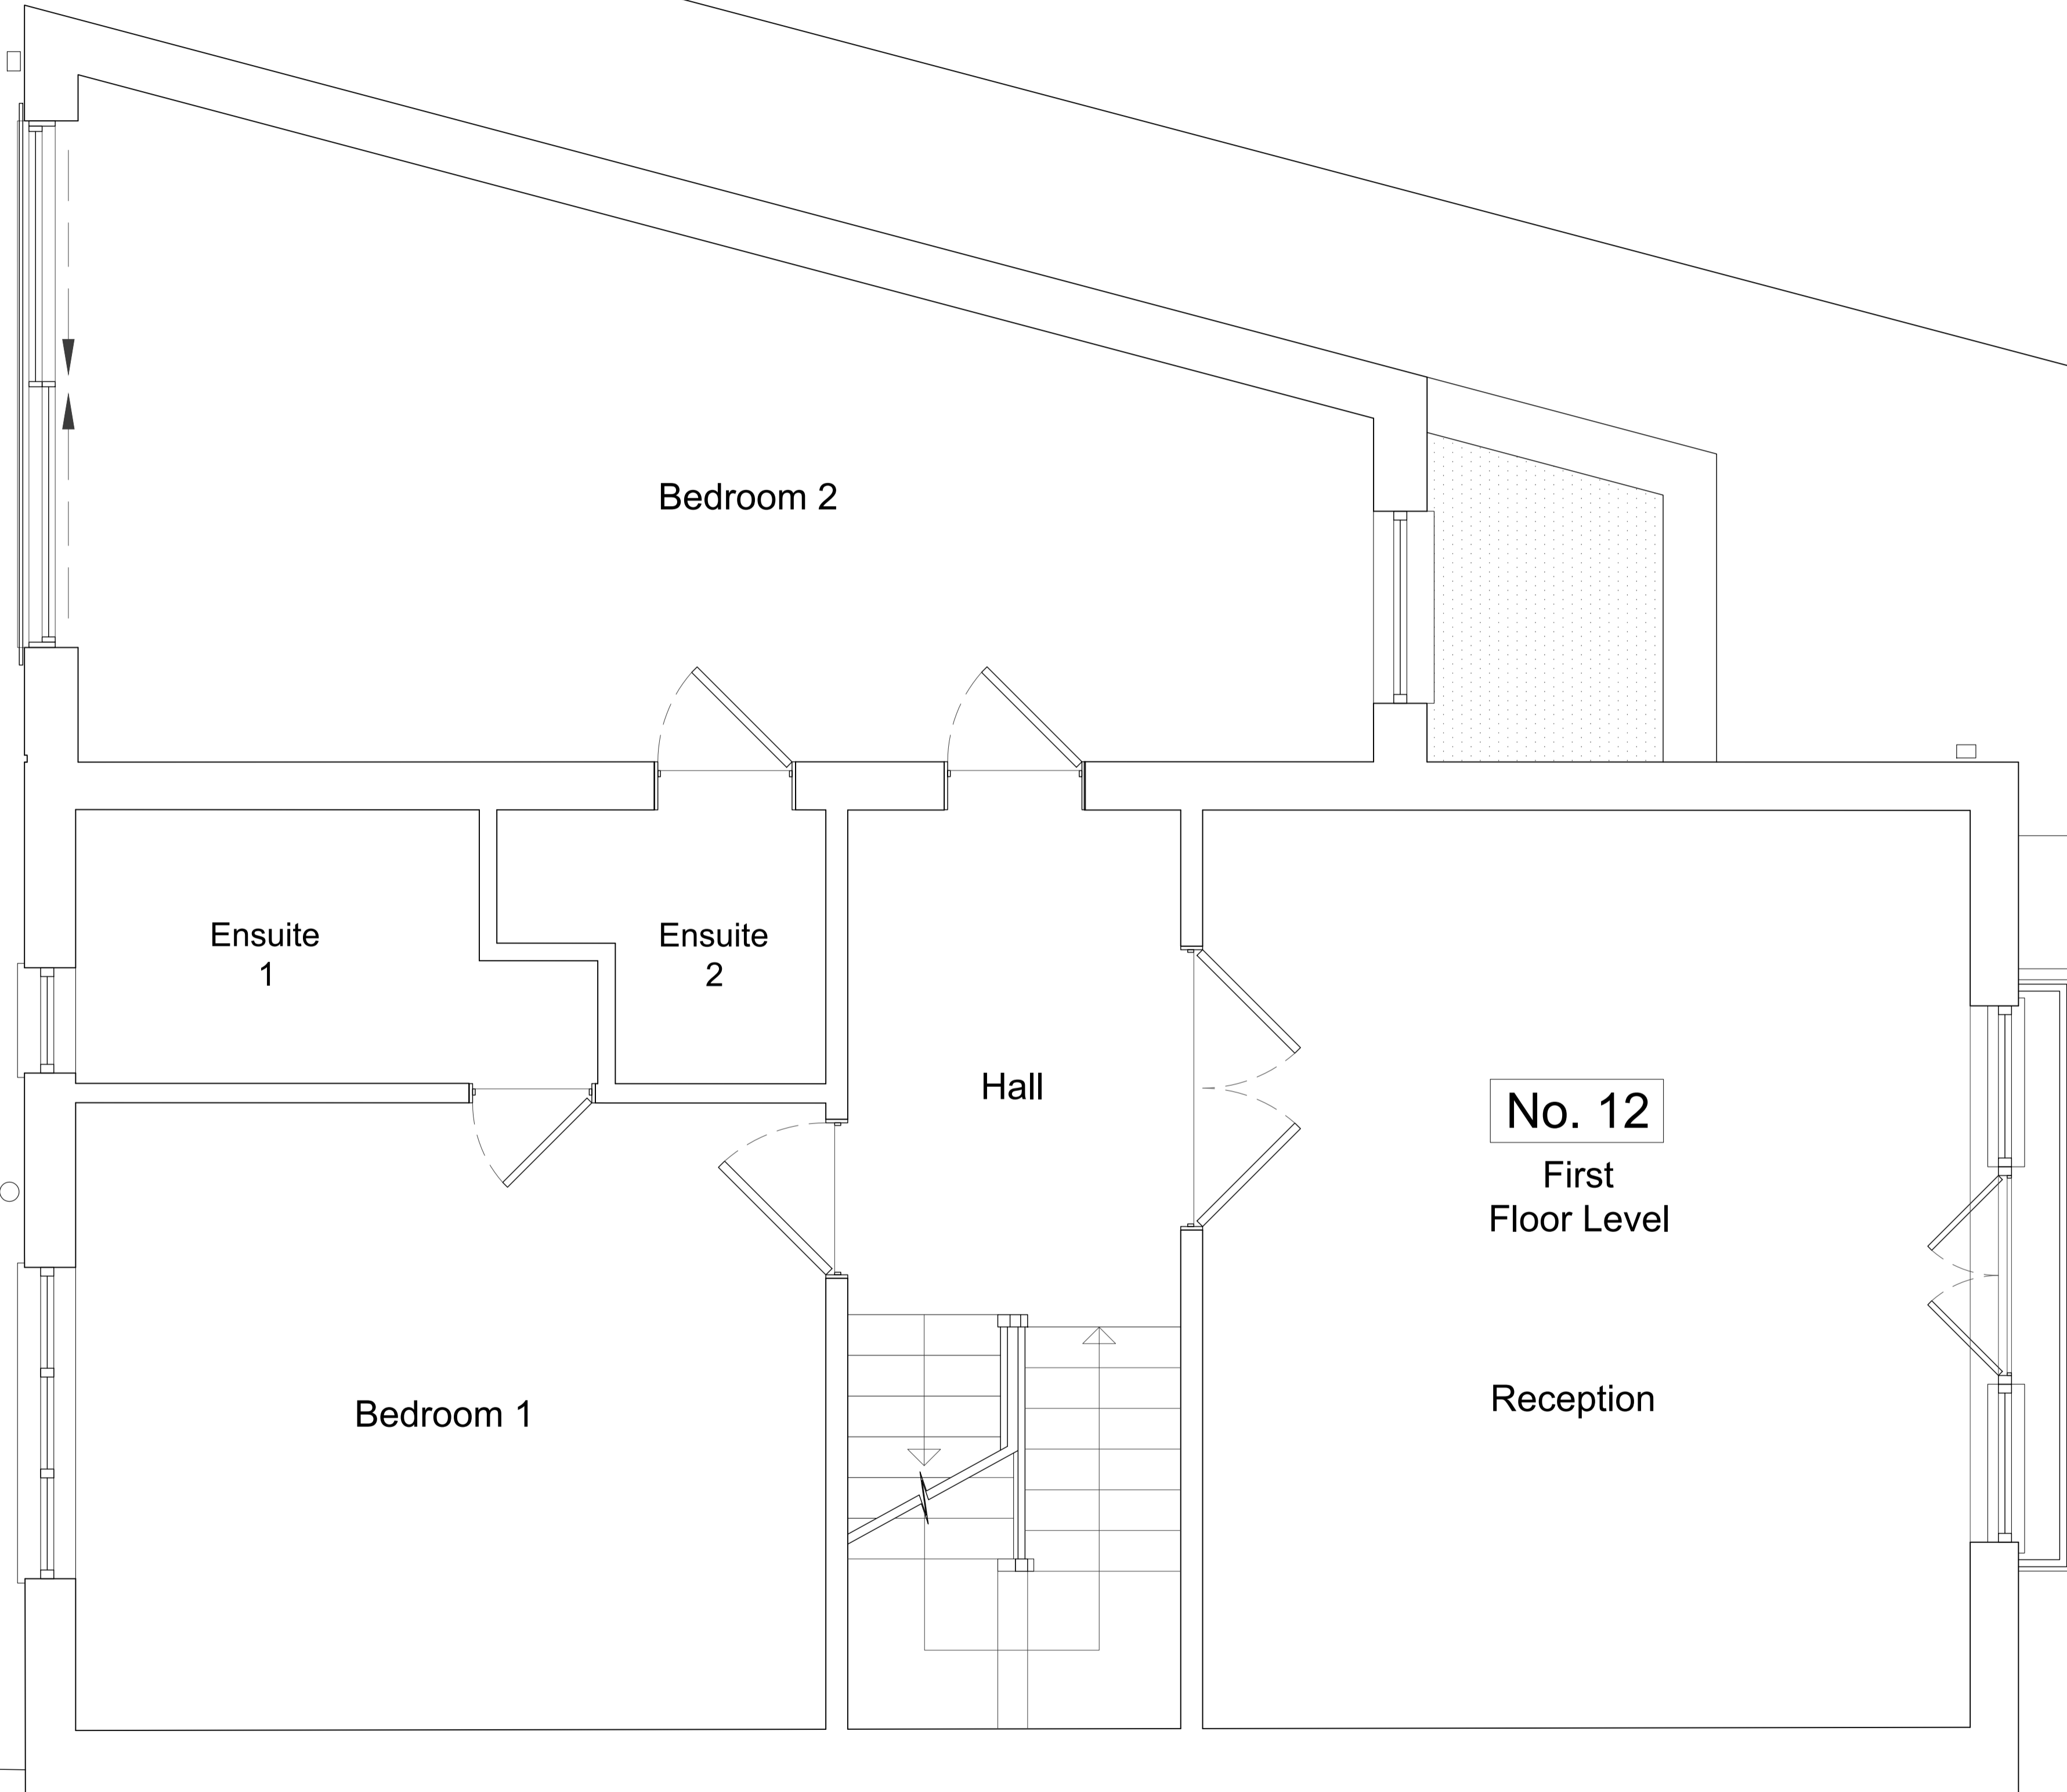 Bedroom 2
Ensuite
1
Ensuite
2
Hall
No. 12
First
Floor Level
Reception
Bedroom 1